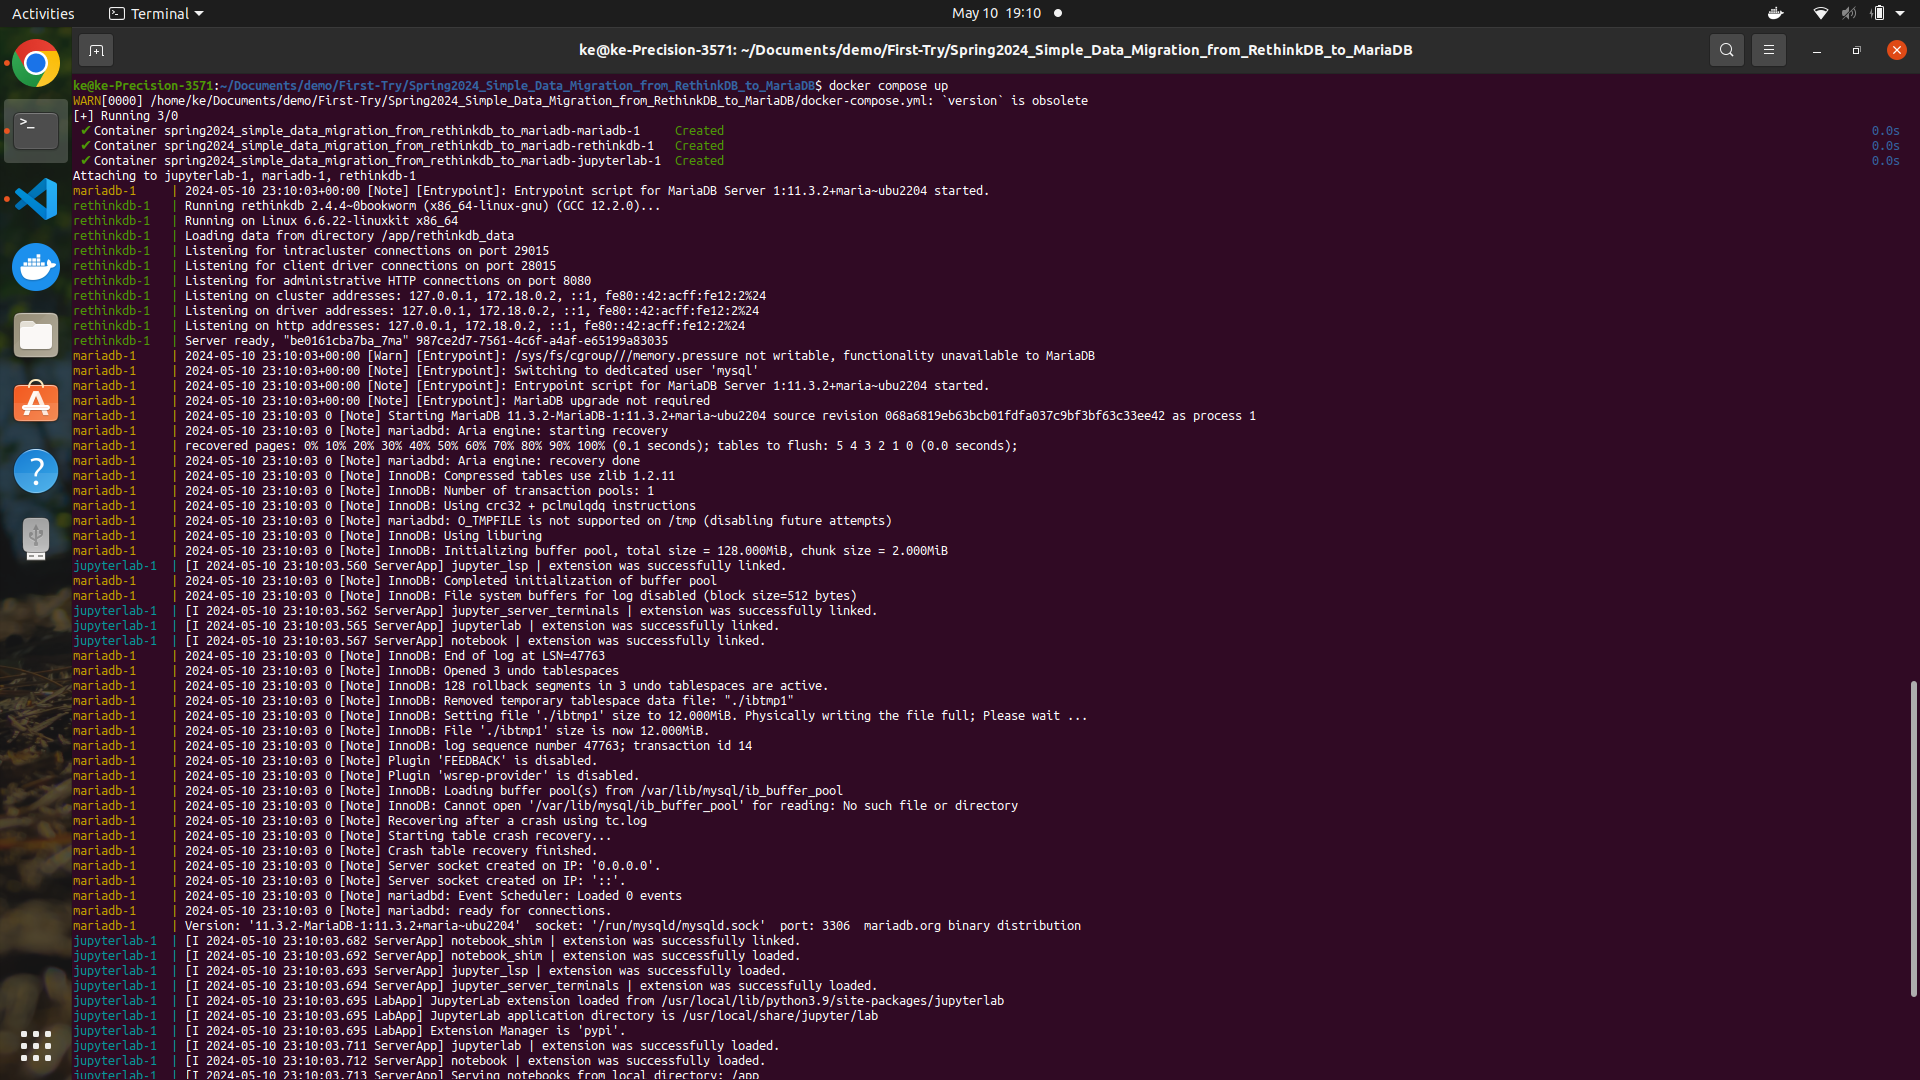 Activities Terminal May 10 19:10
ke@ke-Precision-3571: ~/Documents/demo/First-Try/Spring2024_Simple_Data_Migration_from_RethinkDB_to_MariaDB
ke@ke-Precision-3571:~/Documents/demo/First-Try/Spring2024_Simple_Data_Migration_from_RethinkDB_to_MariaDB$ docker compose up
WARN[0000] /home/ke/Documents/demo/First-Try/Spring2024_Simple_Data_Migration_from_RethinkDB_to_MariaDB/docker-compose.yml: `version` is obsolete
[+] Running 3/0
✔ Container spring2024_simple_data_migration_from_rethinkdb_to_mariadb-mariadb-1 Created 0.0s
✔ Container spring2024_simple_data_migration_from_rethinkdb_to_mariadb-rethinkdb-1 Created 0.0s
✔ Container spring2024_simple_data_migration_from_rethinkdb_to_mariadb-jupyterlab-1 Created 0.0s
Attaching to jupyterlab-1, mariadb-1, rethinkdb-1
mariadb-1 | 2024-05-10 23:10:03+00:00 [Note] [Entrypoint]: Entrypoint script for MariaDB Server 1:11.3.2+maria~ubu2204 started.
rethinkdb-1 | Running rethinkdb 2.4.4~0bookworm (x86_64-linux-gnu) (GCC 12.2.0)...
rethinkdb-1 | Running on Linux 6.6.22-linuxkit x86_64
rethinkdb-1 | Loading data from directory /app/rethinkdb_data
rethinkdb-1 | Listening for intracluster connections on port 29015
rethinkdb-1 | Listening for client driver connections on port 28015
rethinkdb-1 | Listening for administrative HTTP connections on port 8080
rethinkdb-1 | Listening on cluster addresses: 127.0.0.1, 172.18.0.2, ::1, fe80::42:acff:fe12:2%24
rethinkdb-1 | Listening on driver addresses: 127.0.0.1, 172.18.0.2, ::1, fe80::42:acff:fe12:2%24
rethinkdb-1 | Listening on http addresses: 127.0.0.1, 172.18.0.2, ::1, fe80::42:acff:fe12:2%24
rethinkdb-1 | Server ready, "be0161cba7ba_7ma" 987ce2d7-7561-4c6f-a4af-e65199a83035
mariadb-1 | 2024-05-10 23:10:03+00:00 [Warn] [Entrypoint]: /sys/fs/cgroup///memory.pressure not writable, functionality unavailable to MariaDB
mariadb-1 | 2024-05-10 23:10:03+00:00 [Note] [Entrypoint]: Switching to dedicated user 'mysql'
mariadb-1 | 2024-05-10 23:10:03+00:00 [Note] [Entrypoint]: Entrypoint script for MariaDB Server 1:11.3.2+maria~ubu2204 started.
mariadb-1 | 2024-05-10 23:10:03+00:00 [Note] [Entrypoint]: MariaDB upgrade not required
mariadb-1 | 2024-05-10 23:10:03 0 [Note] Starting MariaDB 11.3.2-MariaDB-1:11.3.2+maria~ubu2204 source revision 068a6819eb63bcb01fdfa037c9bf3bf63c33ee42 as process 1
mariadb-1 | 2024-05-10 23:10:03 0 [Note] mariadbd: Aria engine: starting recovery
mariadb-1 | recovered pages: 0% 10% 20% 30% 40% 50% 60% 70% 80% 90% 100% (0.1 seconds); tables to flush: 5 4 3 2 1 0 (0.0 seconds);
mariadb-1 | 2024-05-10 23:10:03 0 [Note] mariadbd: Aria engine: recovery done
mariadb-1 | 2024-05-10 23:10:03 0 [Note] InnoDB: Compressed tables use zlib 1.2.11
mariadb-1 | 2024-05-10 23:10:03 0 [Note] InnoDB: Number of transaction pools: 1
mariadb-1 | 2024-05-10 23:10:03 0 [Note] InnoDB: Using crc32 + pclmulqdq instructions
mariadb-1 | 2024-05-10 23:10:03 0 [Note] mariadbd: O_TMPFILE is not supported on /tmp (disabling future attempts)
mariadb-1 | 2024-05-10 23:10:03 0 [Note] InnoDB: Using liburing
mariadb-1 | 2024-05-10 23:10:03 0 [Note] InnoDB: Initializing buffer pool, total size = 128.000MiB, chunk size = 2.000MiB
jupyterlab-1 | [I 2024-05-10 23:10:03.560 ServerApp] jupyter_lsp | extension was successfully linked.
mariadb-1 | 2024-05-10 23:10:03 0 [Note] InnoDB: Completed initialization of buffer pool
mariadb-1 | 2024-05-10 23:10:03 0 [Note] InnoDB: File system buffers for log disabled (block size=512 bytes)
jupyterlab-1 | [I 2024-05-10 23:10:03.562 ServerApp] jupyter_server_terminals | extension was successfully linked.
jupyterlab-1 | [I 2024-05-10 23:10:03.565 ServerApp] jupyterlab | extension was successfully linked.
jupyterlab-1 | [I 2024-05-10 23:10:03.567 ServerApp] notebook | extension was successfully linked.
mariadb-1 | 2024-05-10 23:10:03 0 [Note] InnoDB: End of log at LSN=47763
mariadb-1 | 2024-05-10 23:10:03 0 [Note] InnoDB: Opened 3 undo tablespaces
mariadb-1 | 2024-05-10 23:10:03 0 [Note] InnoDB: 128 rollback segments in 3 undo tablespaces are active.
mariadb-1 | 2024-05-10 23:10:03 0 [Note] InnoDB: Removed temporary tablespace data file: "./ibtmp1"
mariadb-1 | 2024-05-10 23:10:03 0 [Note] InnoDB: Setting file './ibtmp1' size to 12.000MiB. Physically writing the file full; Please wait ...
mariadb-1 | 2024-05-10 23:10:03 0 [Note] InnoDB: File './ibtmp1' size is now 12.000MiB.
mariadb-1 | 2024-05-10 23:10:03 0 [Note] InnoDB: log sequence number 47763; transaction id 14
mariadb-1 | 2024-05-10 23:10:03 0 [Note] Plugin 'FEEDBACK' is disabled.
mariadb-1 | 2024-05-10 23:10:03 0 [Note] Plugin 'wsrep-provider' is disabled.
mariadb-1 | 2024-05-10 23:10:03 0 [Note] InnoDB: Loading buffer pool(s) from /var/lib/mysql/ib_buffer_pool
mariadb-1 | 2024-05-10 23:10:03 0 [Note] InnoDB: Cannot open '/var/lib/mysql/ib_buffer_pool' for reading: No such file or directory
mariadb-1 | 2024-05-10 23:10:03 0 [Note] Recovering after a crash using tc.log
mariadb-1 | 2024-05-10 23:10:03 0 [Note] Starting table crash recovery...
mariadb-1 | 2024-05-10 23:10:03 0 [Note] Crash table recovery finished.
mariadb-1 | 2024-05-10 23:10:03 0 [Note] Server socket created on IP: '0.0.0.0'.
mariadb-1 | 2024-05-10 23:10:03 0 [Note] Server socket created on IP: '::'.
mariadb-1 | 2024-05-10 23:10:03 0 [Note] mariadbd: Event Scheduler: Loaded 0 events
mariadb-1 | 2024-05-10 23:10:03 0 [Note] mariadbd: ready for connections.
mariadb-1 | Version: '11.3.2-MariaDB-1:11.3.2+maria~ubu2204' socket: '/run/mysqld/mysqld.sock' port: 3306 mariadb.org binary distribution
jupyterlab-1 | [I 2024-05-10 23:10:03.682 ServerApp] notebook_shim | extension was successfully linked.
jupyterlab-1 | [I 2024-05-10 23:10:03.692 ServerApp] notebook_shim | extension was successfully loaded.
jupyterlab-1 | [I 2024-05-10 23:10:03.693 ServerApp] jupyter_lsp | extension was successfully loaded.
jupyterlab-1 | [I 2024-05-10 23:10:03.694 ServerApp] jupyter_server_terminals | extension was successfully loaded.
jupyterlab-1 | [I 2024-05-10 23:10:03.695 LabApp] JupyterLab extension loaded from /usr/local/lib/python3.9/site-packages/jupyterlab
jupyterlab-1 | [I 2024-05-10 23:10:03.695 LabApp] JupyterLab application directory is /usr/local/share/jupyter/lab
jupyterlab-1 | [I 2024-05-10 23:10:03.695 LabApp] Extension Manager is 'pypi'.
jupyterlab-1 | [I 2024-05-10 23:10:03.711 ServerApp] jupyterlab | extension was successfully loaded.
jupyterlab-1 | [I 2024-05-10 23:10:03.712 ServerApp] notebook | extension was successfully loaded.
jupyterlab-1 | [I 2024-05-10 23:10:03.713 ServerApp] Serving notebooks from local directory: /app